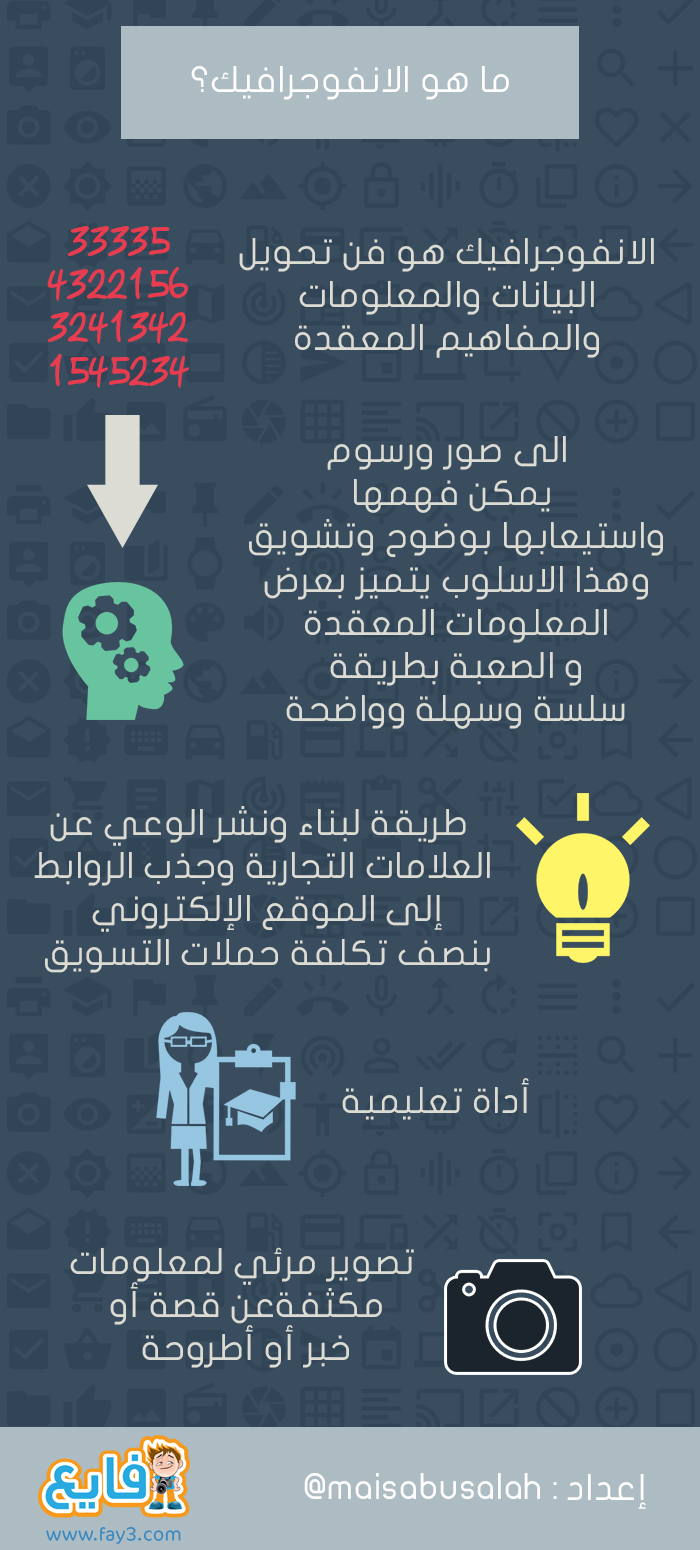 ما هو الانفوجرافيك؟
الانفوجرافيك هو فن تحويل
البيانات والمعلومات
والمفاهيم المعقدة
33335
4322156
3241342
1545234
الى صور ورسوم
يمكن فهمها
واستيعابها بوضوح وتشويق
وهذا الاسلوب يتميز بعرض
المعلومات المعقدة
و الصعبة بطريقة
سلسة وسهلة وواضحة
طريقة لبناء ونشر الوعي عن
العلامات التجارية وجذب الروابط
إلى الموقع الإلكتروني
بنصف تكلفة حملات التسويق
أداة تعليمية
تصوير مرئي لمعلومات
مكثفةعن قصة أو
خبر أو أطروحة
إعداد : @maisabusalah
فايع
www.fay3.com